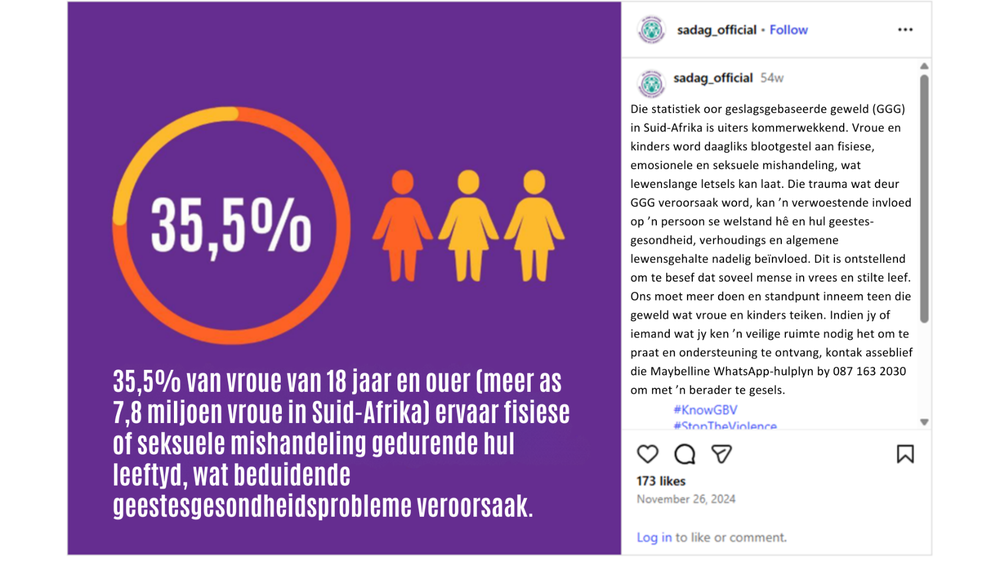 35,5%
35,5% van vroue van 18 jaar en ouer (meer as
7,8 miljoen vroue in Suid-Afrika) ervaar fisiese
of seksuele mishandeling gedurende hul
leeftyd, wat beduidende
geestesgesondheidsprobleme veroorsaak.
sadag_official • Follow
sadag_official 54w
Die statistiek oor geslagsgebaseerde geweld (GGG)
in Suid-Afrika is uiters kommerwekkend. Vroue en
kinders word daagliks blootgestel aan fisiese,
emosionele en seksuele mishandeling, wat
lewenslange letsels kan laat. Die trauma wat deur
GGG veroorsaak word, kan ’n verwoestende invloed
op ’n persoon se welstand hê en hul geestes-
gesondheid, verhoudings en algemene
lewensgehalte nadelig beïnvloed. Dit is ontstellend
om te besef dat soveel mense in vrees en stilte leef.
Ons moet meer doen en standpunt inneem teen die
geweld wat vroue en kinders teiken. Indien jy of
iemand wat jy ken ’n veilige ruimte nodig het om te
praat en ondersteuning te ontvang, kontak asseblief
die Maybelline WhatsApp-hulplyn by 087 163 2030
om met ’n berader te gesels.
#KnowGBV
#StopTheViolence
173 likes
November 26, 2024
Log in to like or comment.